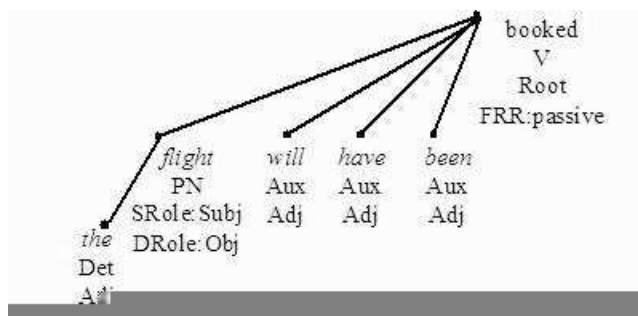 booked
V
Root
FRR:passive
flight will have been
PN Aux Aux Aux
SRole:Subj Adj Adj Adj
DRole:Obj
the
Det